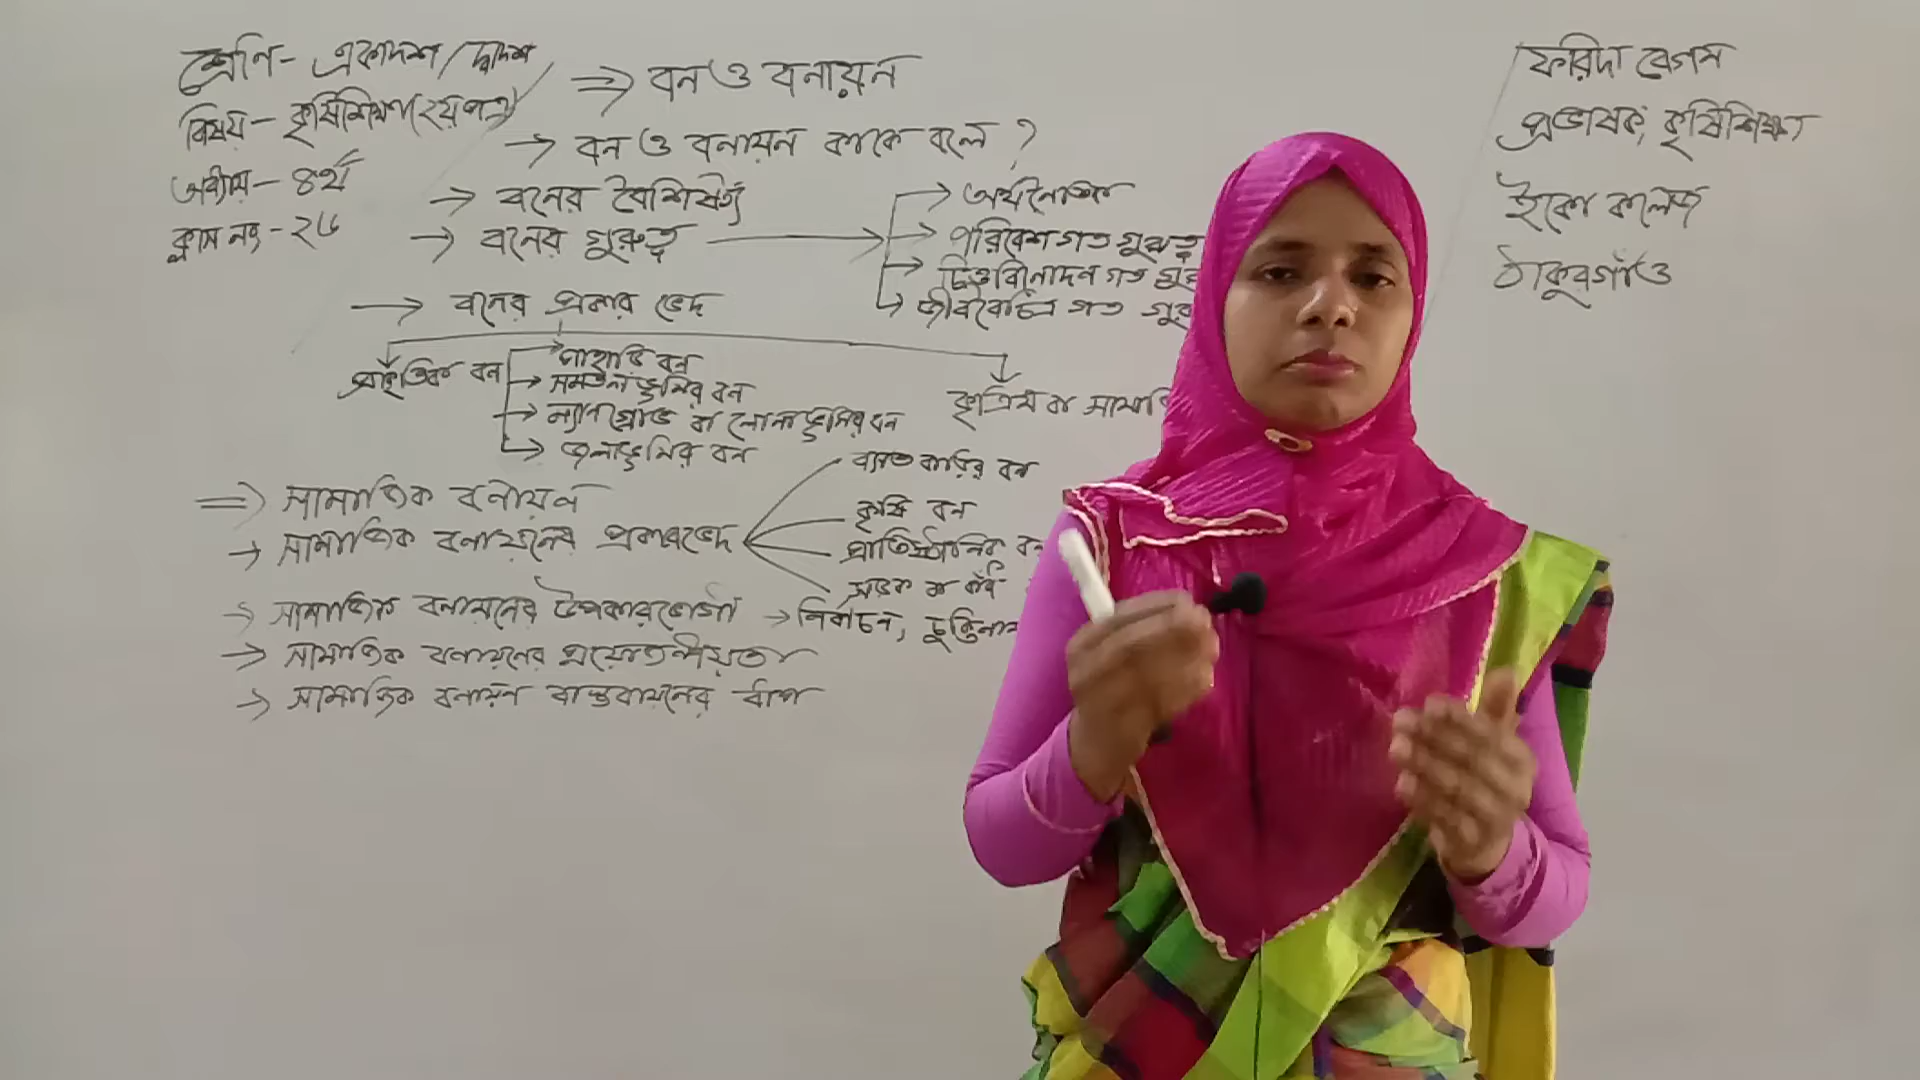 শ্রেণি- একাদশ/দ্বাদশ
বিষয়- কৃষিশিক্ষা (২য়পত্র)
অধ্যায়- ৪র্থ
ক্লাস নং- ২৬
⇒ বন ও বনায়ন
→ বন ও বনায়ন কাকে বলে ?
→ বনের বৈশিষ্ট্য
→ বনের গুরুত্ব
→ অর্থনৈতিক
→ পরিবেশগত গুরুত্ব
→ চিত্তবিনোদনগত গুরু
→ জীববৈচিত্র গত গুরু
→ বনের প্রকার ভেদ
প্রাকৃতিক বন
→ পাহাড়ি বন
→ সমতলভূমির বন
→ ম্যানগ্রোভ বা লোনাভূমির বন
→ জলাভূমির বন
কৃত্রিম বা সামাজি
⇒ সামাজিক বনায়ন
→ সামাজিক বনায়নের প্রকারভেদ
বসতবাড়ির বন
কৃষি বন
প্রাতিষ্ঠানিক বন
সড়ক বা বাঁধ
→ সামাজিক বনায়নের উপকারভোগী → নির্বাচন, চুক্তিনাম
→ সামাজিক বনায়নের প্রয়োজনীয়তা
→ সামাজিক বনায়ন বাস্তবায়নের ধাপ
ফরিদা বেগম
প্রভাষক, কৃষিশিক্ষা
ইকো কলেজ
ঠাকুরগাঁও